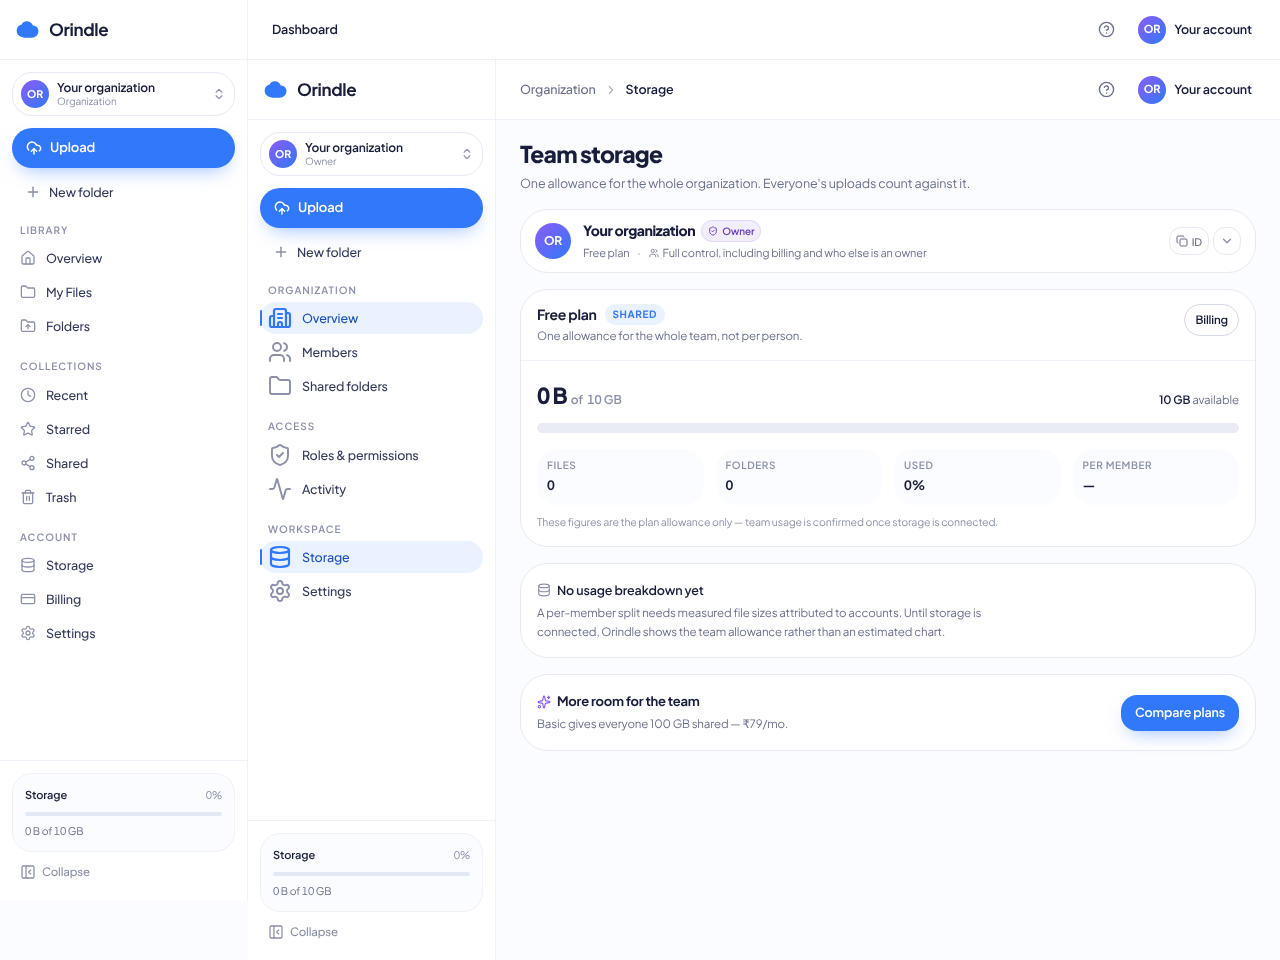 Orindle
Your organization
Organization
Upload
New folder
LIBRARY
Overview
My Files
Folders
COLLECTIONS
Recent
Starred
Shared
Trash
ACCOUNT
Storage
Billing
Settings
Storage 0%
0 B of 10 GB
Collapse
Dashboard
OR Your account
Orindle
OR Your organization
Owner
Upload
New folder
ORGANIZATION
Overview
Members
Shared folders
ACCESS
Roles & permissions
Activity
WORKSPACE
Storage
Settings
Storage 0%
0 B of 10 GB
Collapse
Organization > Storage
OR Your account
Team storage
One allowance for the whole organization. Everyone's uploads count against it.
OR Your organization Owner
Free plan · Full control, including billing and who else is an owner
ID
Free plan SHARED
One allowance for the whole team, not per person.
Billing
0 B of 10 GB
10 GB available
FILES
0
FOLDERS
0
USED
0%
PER MEMBER
—
These figures are the plan allowance only — team usage is confirmed once storage is connected.
No usage breakdown yet
A per-member split needs measured file sizes attributed to accounts. Until storage is
connected, Orindle shows the team allowance rather than an estimated chart.
More room for the team
Basic gives everyone 100 GB shared — ₹79/mo.
Compare plans